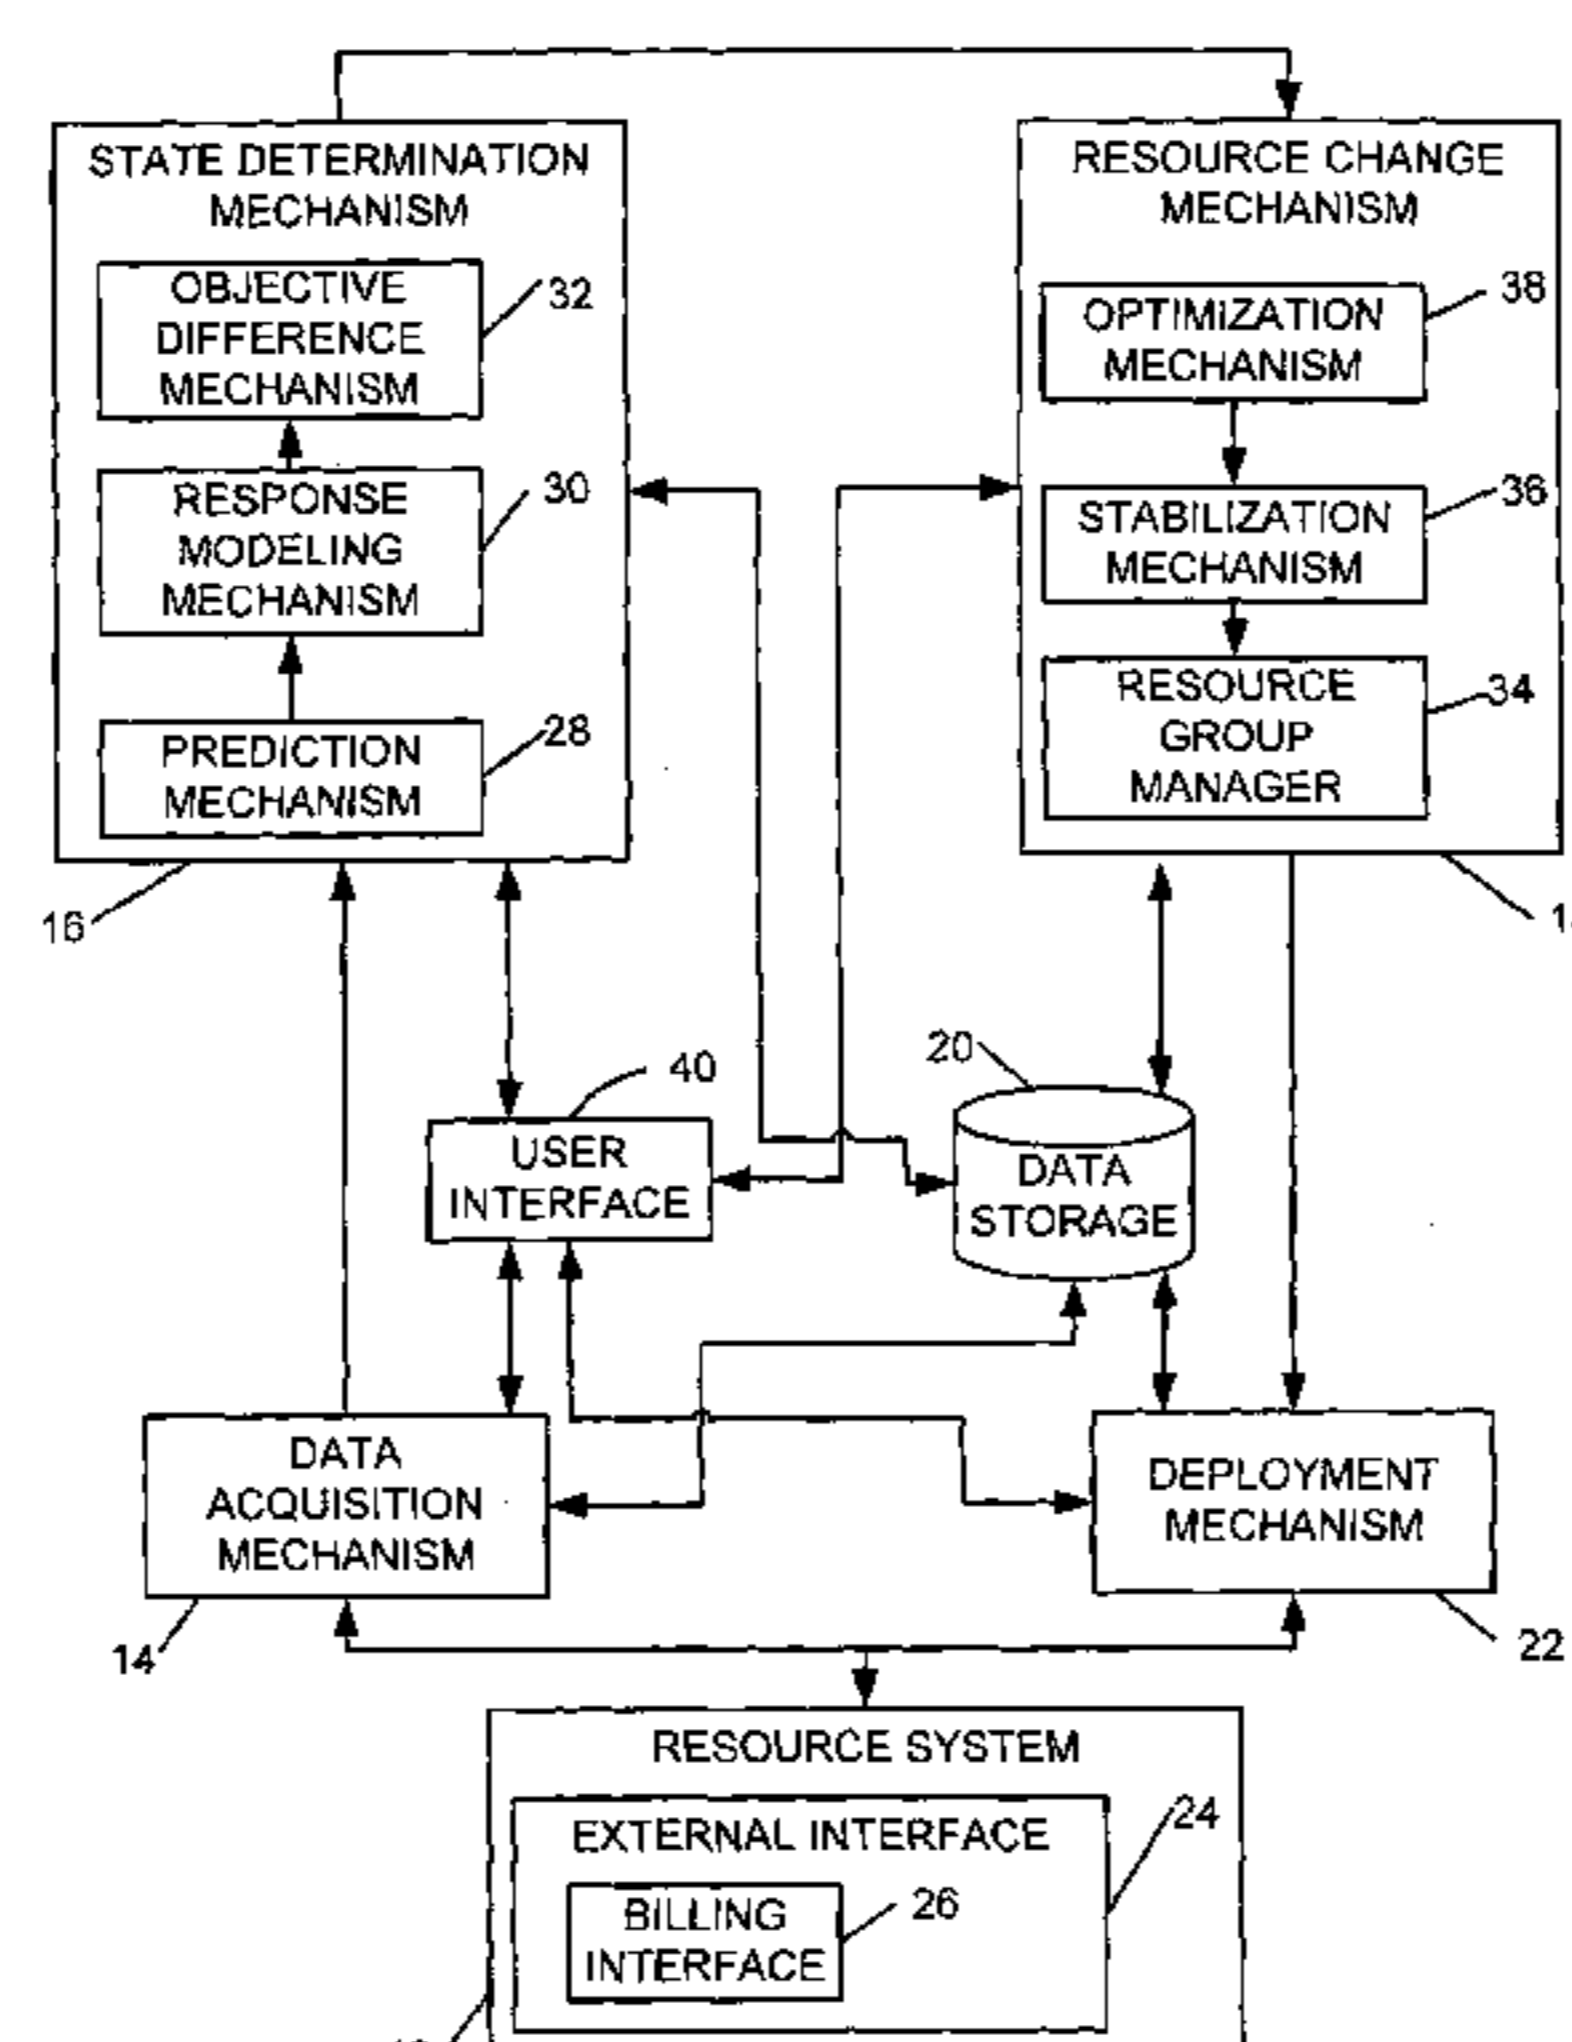 STATE DETERMINATION
MECHANISM
OBJECTIVE
DIFFERENCE
MECHANISM
32
RESPONSE
MODELING
MECHANISM
30
PREDICTION
MECHANISM
28
16
RESOURCE CHANGE
MECHANISM
OPTIMIZATION
MECHANISM
38
STABILIZATION
MECHANISM
36
RESOURCE
GROUP
MANAGER
34
40
USER
INTERFACE
20
DATA
STORAGE
DATA
ACQUISITION
MECHANISM
14
DEPLOYMENT
MECHANISM
22
RESOURCE SYSTEM
EXTERNAL INTERFACE
24
BILLING
INTERFACE
26